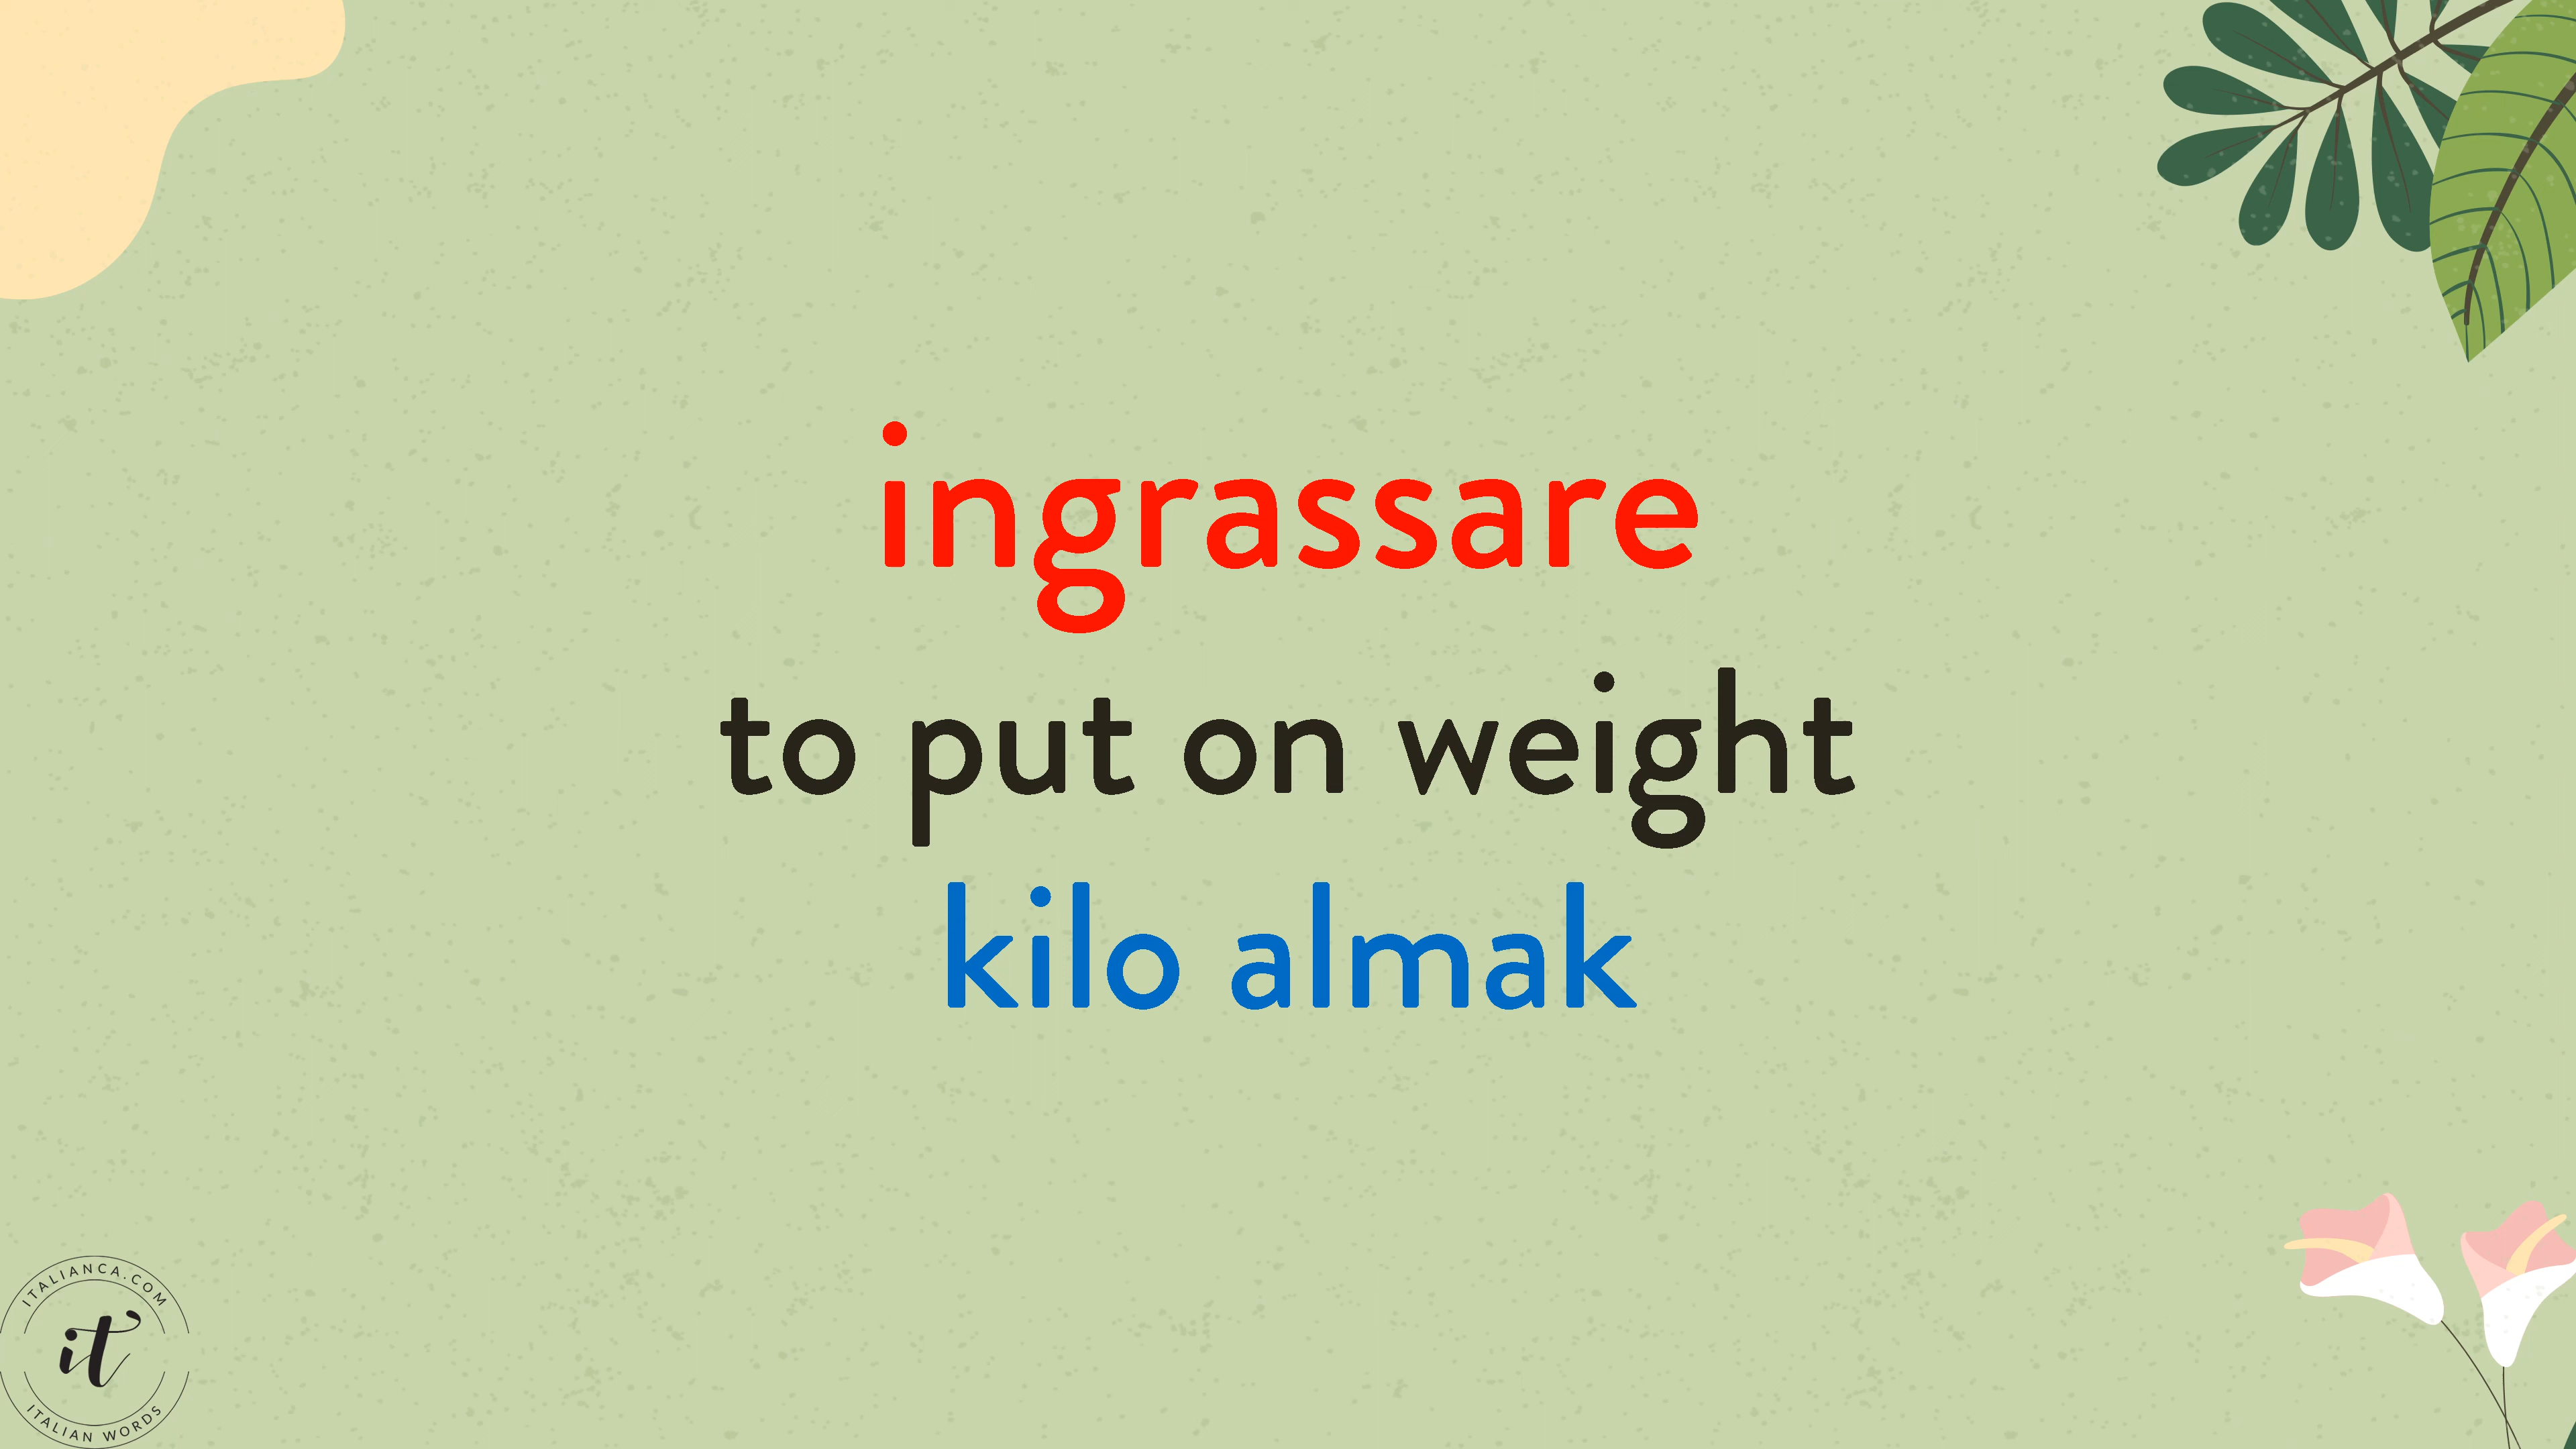 ingrassare
to put on weight
kilo almak
ITALIANCA.COM
it
ITALIAN WORDS